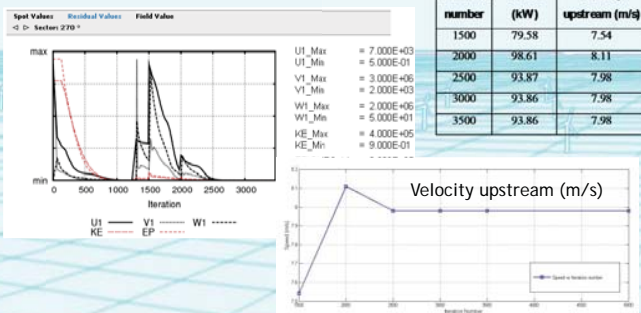 Spot Values Residual Values Field Value
Sector: 270 °
max
min
0 500 1000 1500 2000 2500 3000
Iteration
U1 V1 W1
KE EP
U1_Max = 7.000E+03
U1_Min = 5.000E-01
V1_Max = 3.000E+06
V1_Min = 2.000E+03
W1_Max = 2.000E+06
W1_Min = 5.000E+01
KE_Max = 4.000E+05
KE_Min = 9.000E-01
number (kW) upstream (m/s)
1500 79.58 7.54
2000 98.61 8.11
2500 93.87 7.98
3000 93.86 7.98
3500 93.86 7.98
Velocity upstream (m/s)